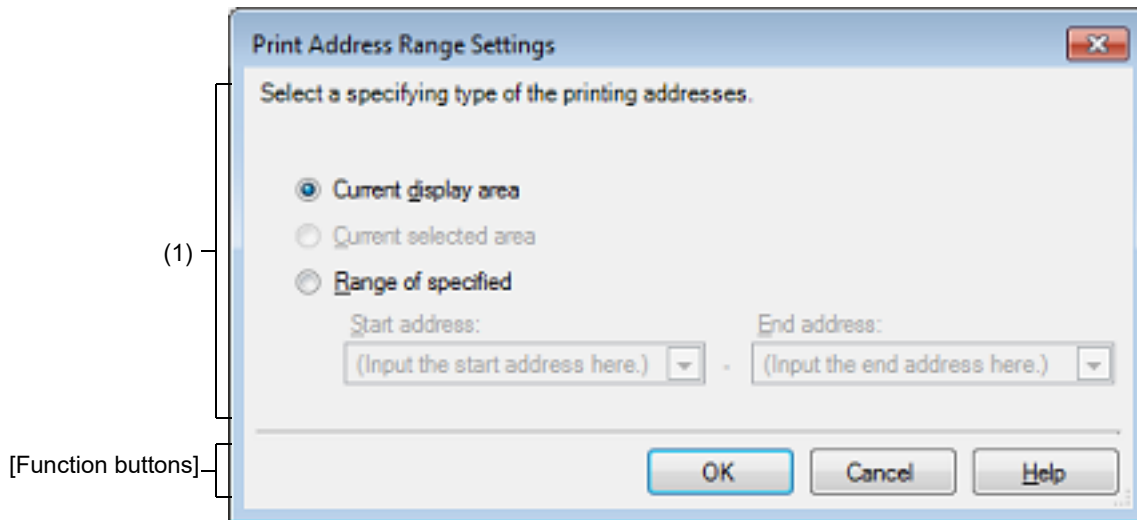 Print Address Range Settings
Select a specifying type of the printing addresses.
Current display area
(1)
Current selected area
Range of specified
Start address:
End address:
(Input the start address here.) - (Input the end address here.)
[Function buttons]
OK Cancel Help